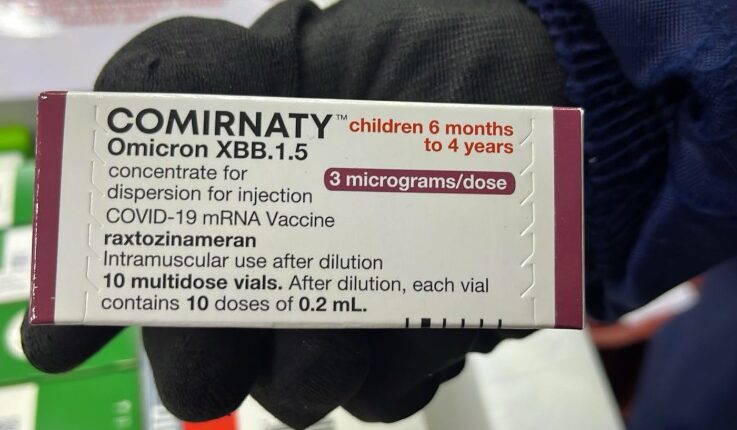 COMIRNATY™ children 6 months
to 4 years
Omicron XBB.1.5
concentrate for
dispersion for injection
3 micrograms/dose
COVID-19 mRNA Vaccine
raxtozinameran
Intramuscular use after dilution
10 multidose vials. After dilution, each vial
contains 10 doses of 0.2 mL.